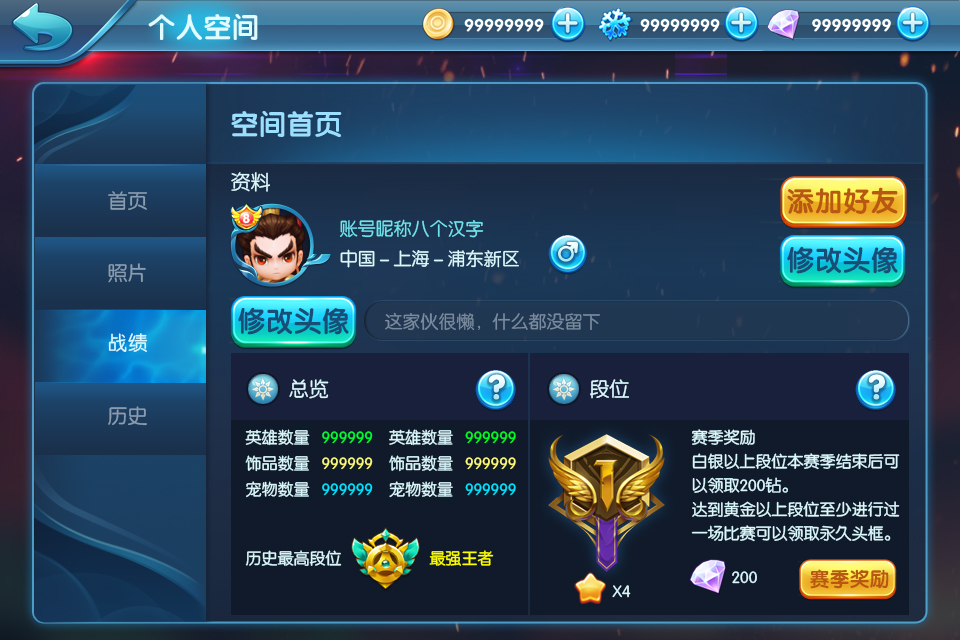 个人空间
99999999
99999999
99999999
空间首页
首页
照片
战绩
历史
资料
8
账号昵称八个汉字
中国－上海－浦东新区
添加好友
修改头像
修改头像
这家伙很懒，什么都没留下
总览
?
英雄数量 999999 英雄数量 999999
饰品数量 999999 饰品数量 999999
宠物数量 999999 宠物数量 999999
历史最高段位 最强王者
段位
?
赛季奖励
白银以上段位本赛季结束后可
以领取200钻。
达到黄金以上段位至少进行过
一场比赛可以领取永久头框。
I
X4
200
赛季奖励